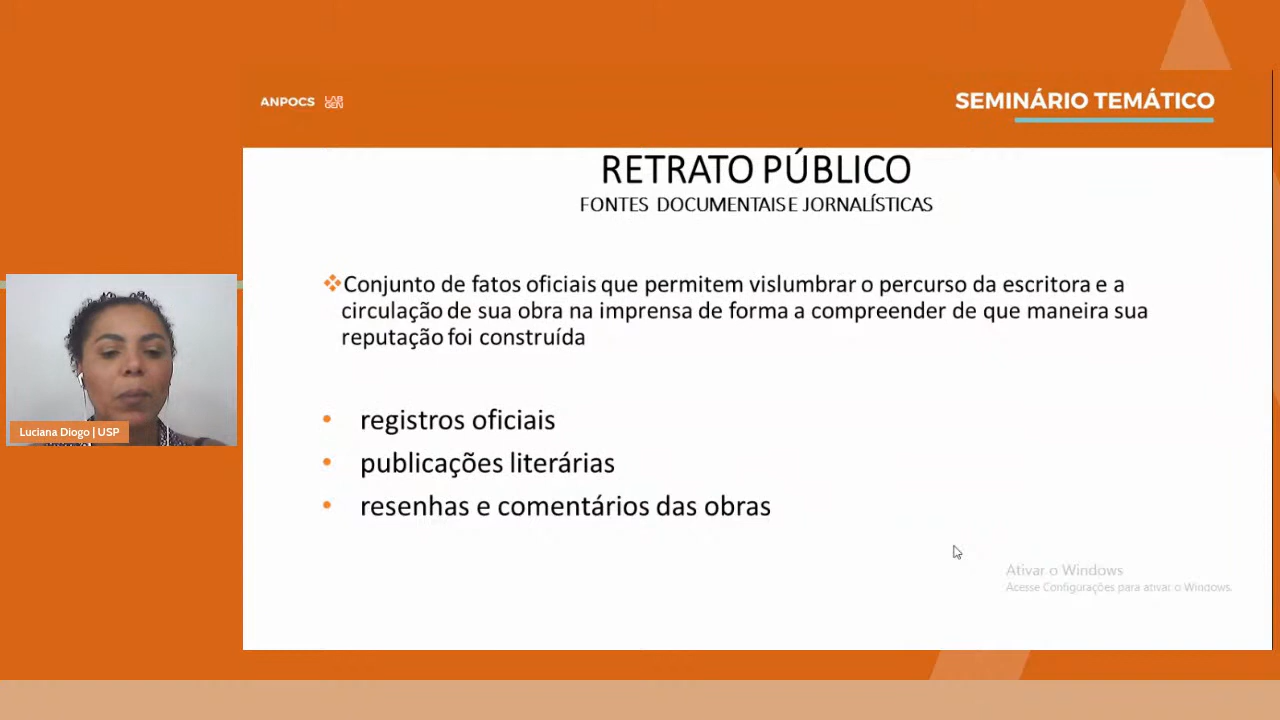 ANPOCS LAB GEN
SEMINÁRIO TEMÁTICO
RETRATO PÚBLICO
FONTES DOCUMENTAIS E JORNALÍSTICAS
Conjunto de fatos oficiais que permitem vislumbrar o percurso da escritora e a
circulação de sua obra na imprensa de forma a compreender de que maneira sua
reputação foi construída
• registros oficiais
• publicações literárias
• resenhas e comentários das obras
Luciana Diogo | USP
Ativar o Windows
Acesse Configurações para ativar o Windows.